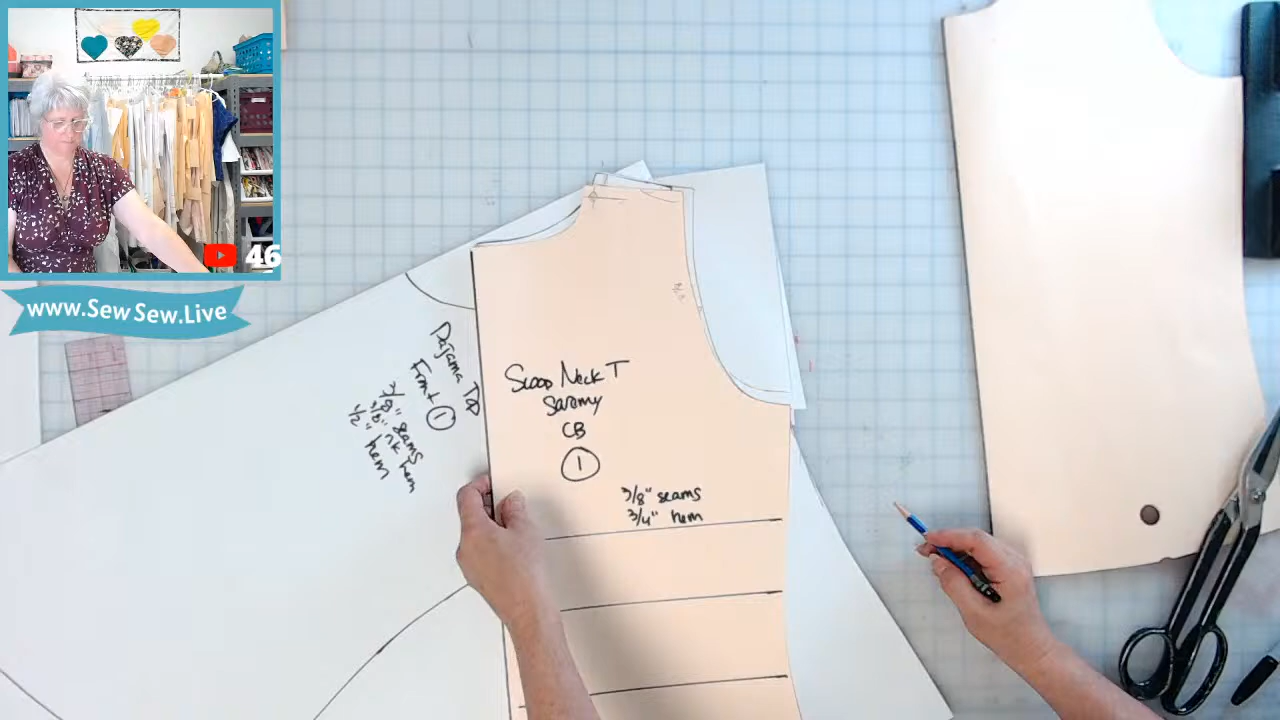 46
www.SewSew.Live
Pajama Top
Front 1
3/8" seams
1/2" hem
Scoop Neck T
CB
1
3/8" seams
3/4" hem